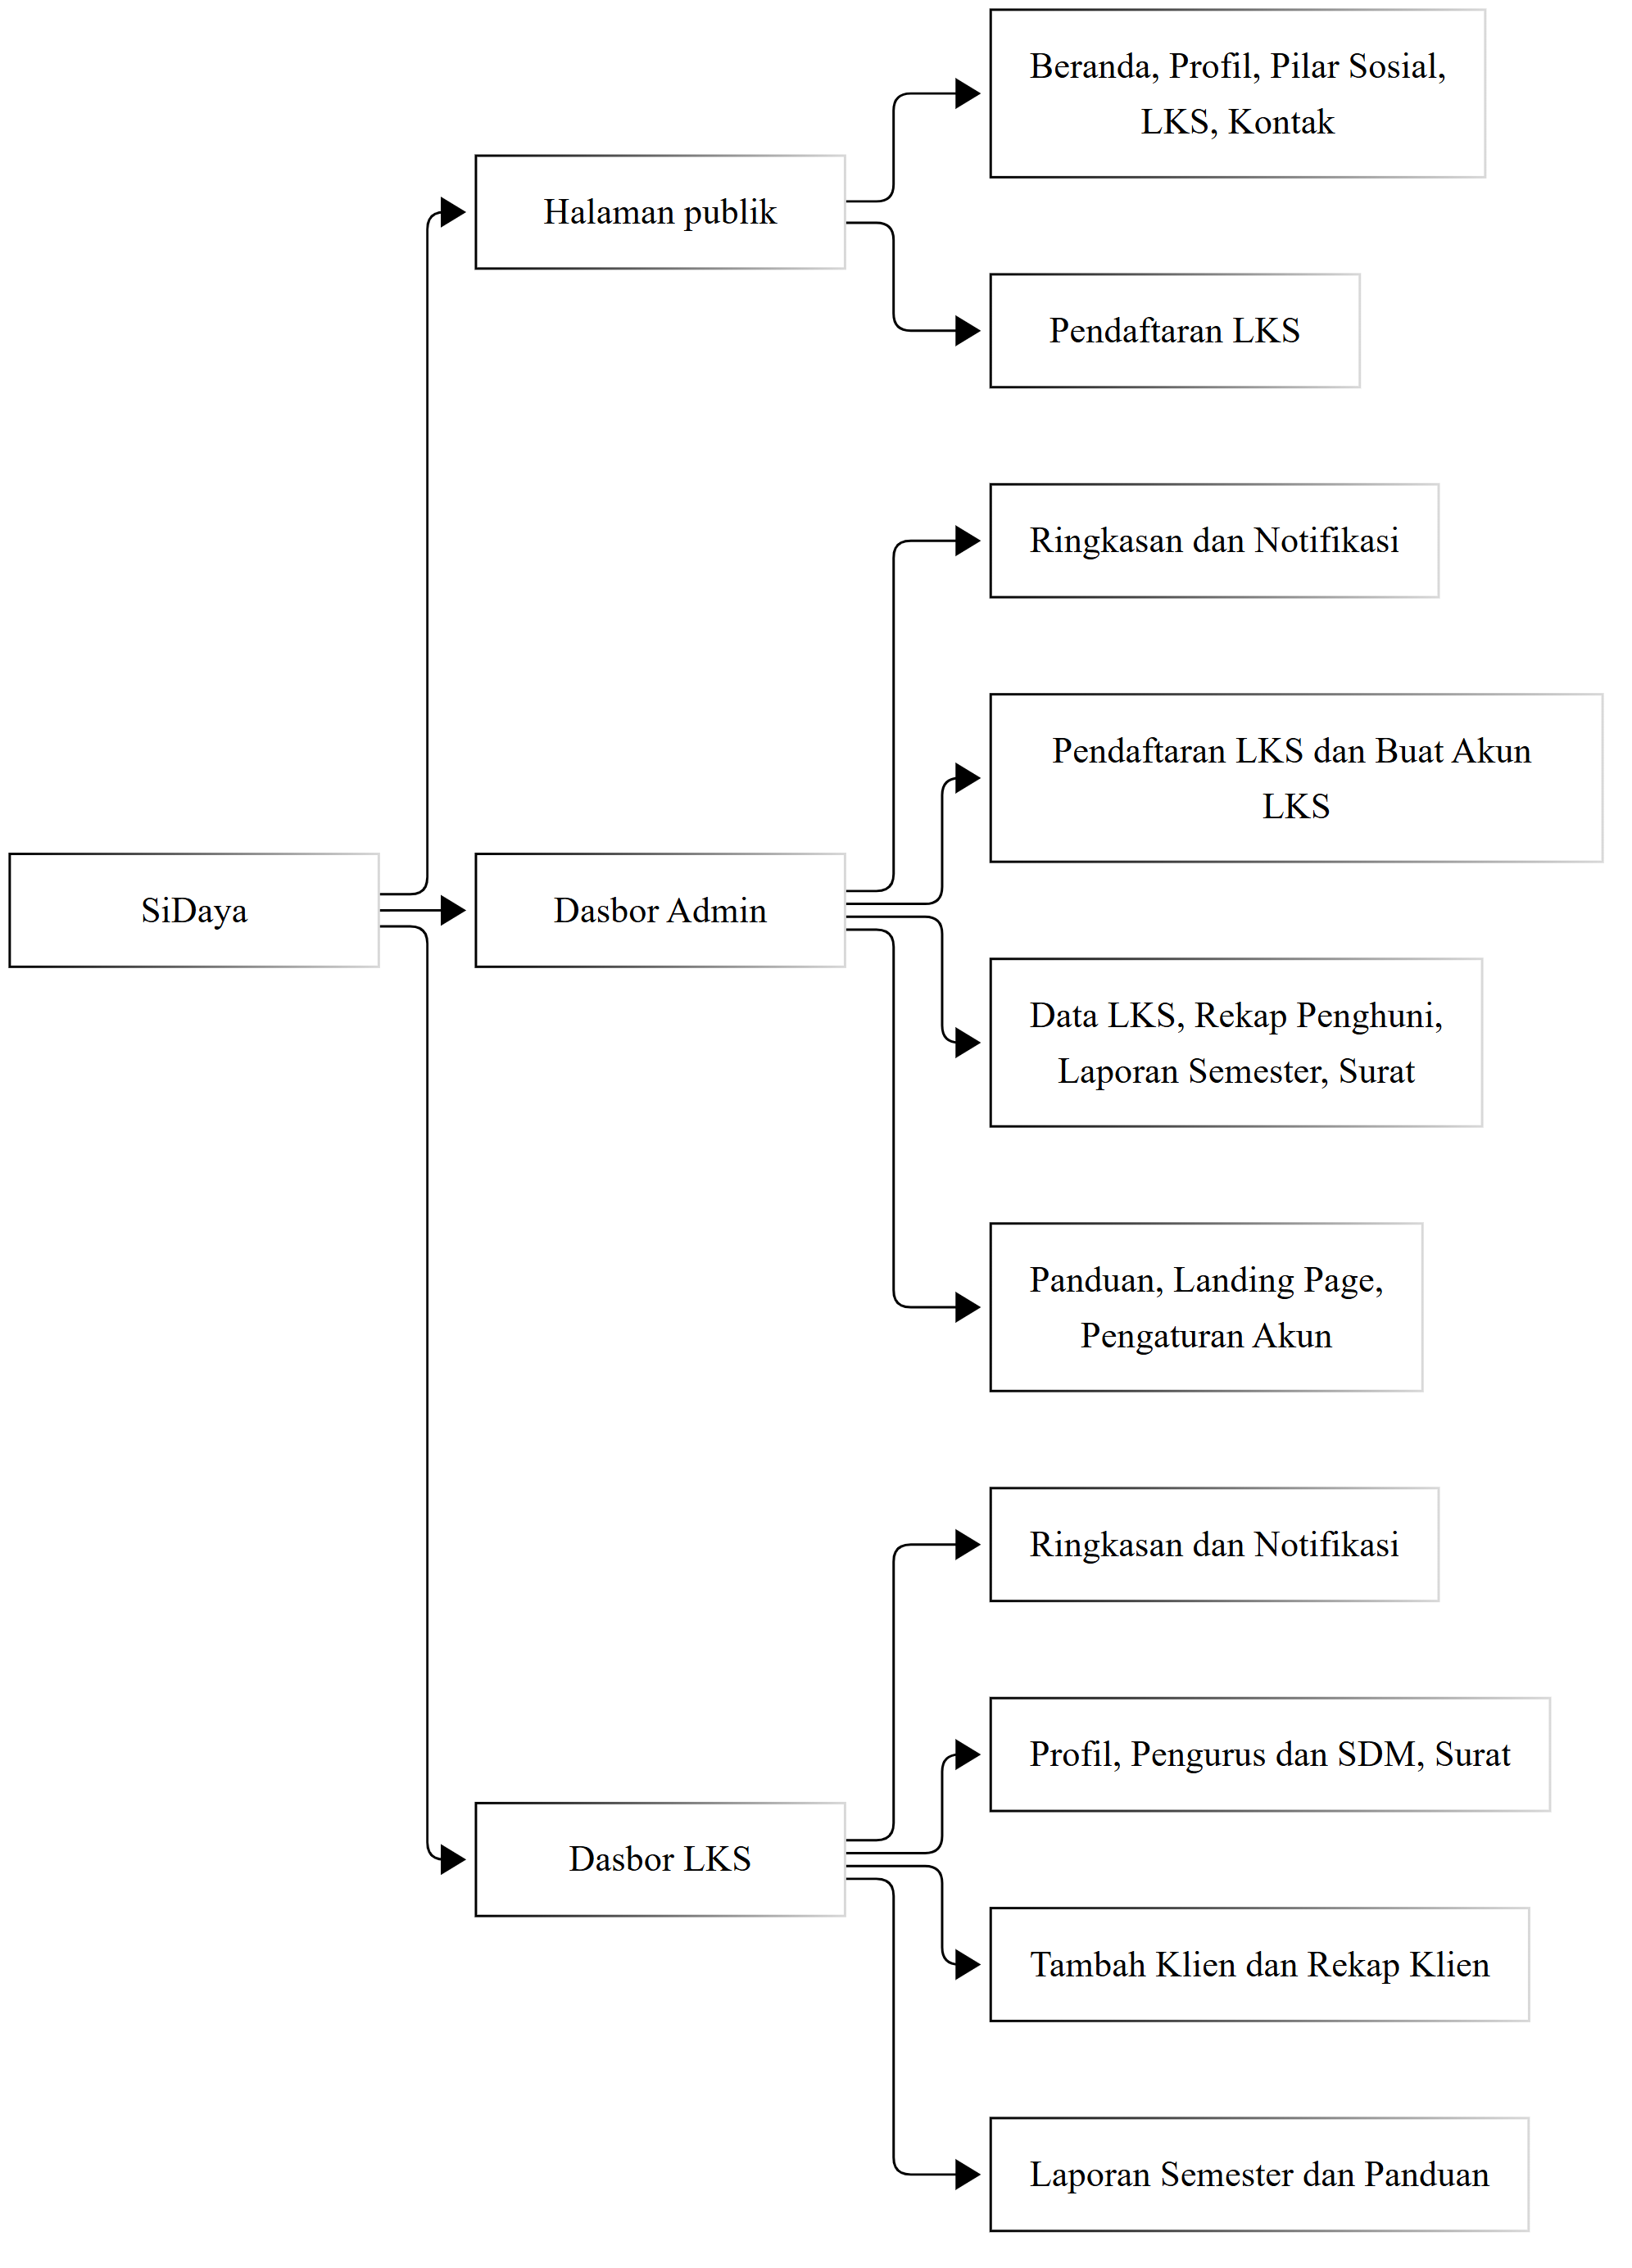 SiDaya
Halaman publik
Beranda, Profil, Pilar Sosial,
LKS, Kontak
Pendaftaran LKS
Dasbor Admin
Ringkasan dan Notifikasi
Pendaftaran LKS dan Buat Akun
LKS
Data LKS, Rekap Penghuni,
Laporan Semester, Surat
Panduan, Landing Page,
Pengaturan Akun
Dasbor LKS
Ringkasan dan Notifikasi
Profil, Pengurus dan SDM, Surat
Tambah Klien dan Rekap Klien
Laporan Semester dan Panduan